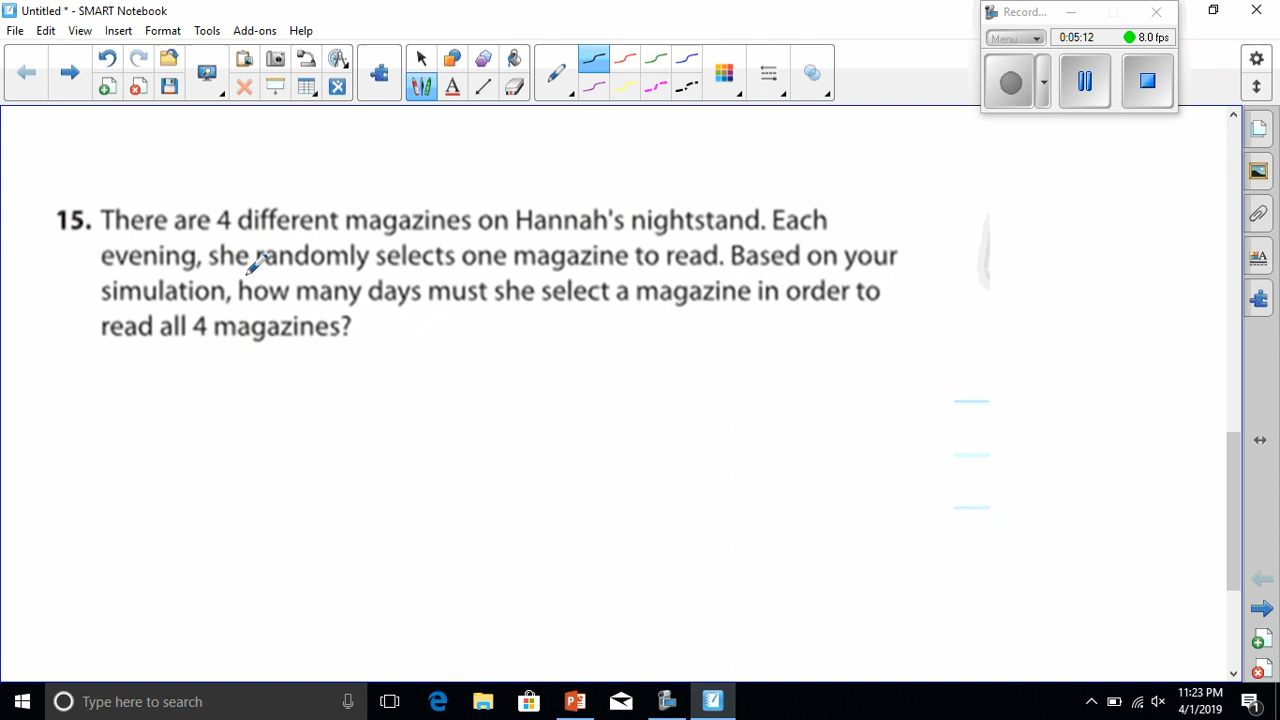 Untitled * - SMART Notebook
Record...
File Edit View Insert Format Tools Add-ons Help
Menu 0:05:12 8.0 fps
15. There are 4 different magazines on Hannah's nightstand. Each
evening, she randomly selects one magazine to read. Based on your
simulation, how many days must she select a magazine in order to
read all 4 magazines?
Type here to search
11:23 PM
4/1/2019